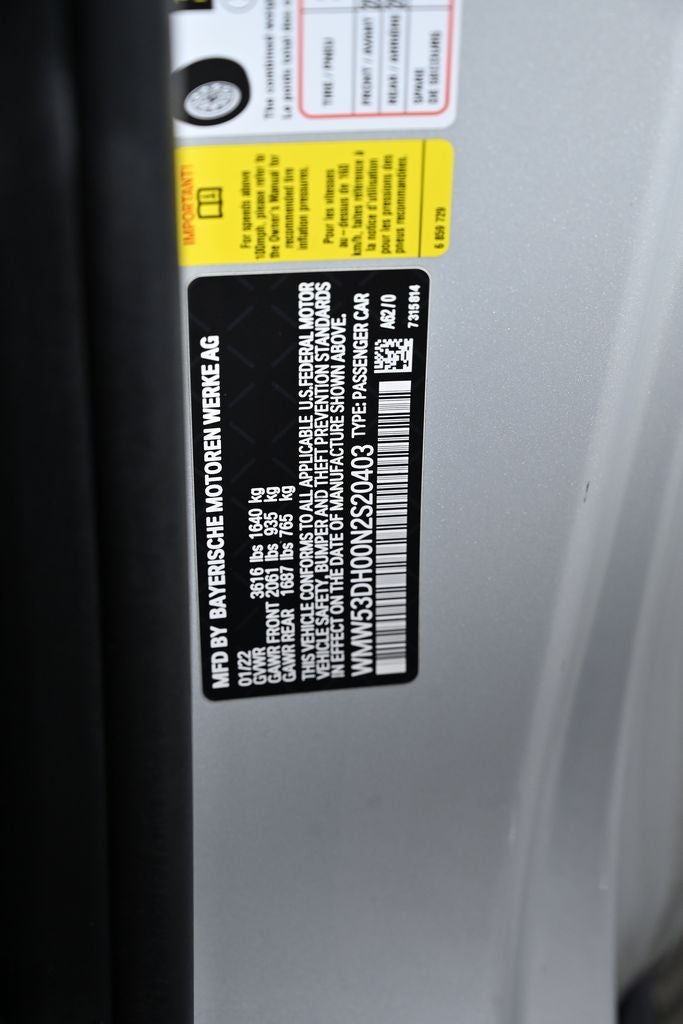 The combined weig
Le poids total des
TIRE / PNEU
FRONT / AVANT
REAR / ARRIÈRE
SPARE
DE SECOURS
IMPORTANT!
For speeds above
100mph, please refer to
the Owner's Manual for
recommended tire
inflation pressures.
Pour les vitesses
au-dessus de 160
km/h, faites référence à
la notice d'utilisation
pour les pressions des
pneus recommandées.
6 859 729
MFD BY BAYERISCHE MOTOREN WERKE AG
01/22
GVWR 3616 lbs 1640 kg
GAWR FRONT 2061 lbs 935 kg
GAWR REAR 1687 lbs 765 kg
THIS VEHICLE CONFORMS TO ALL APPLICABLE U.S.FEDERAL MOTOR
VEHICLE SAFETY, BUMPER AND THEFT PREVENTION STANDARDS
IN EFFECT ON THE DATE OF MANUFACTURE SHOWN ABOVE.
WMW53DH00N2S20403 TYPE: PASSENGER CAR
A62/0
7315814